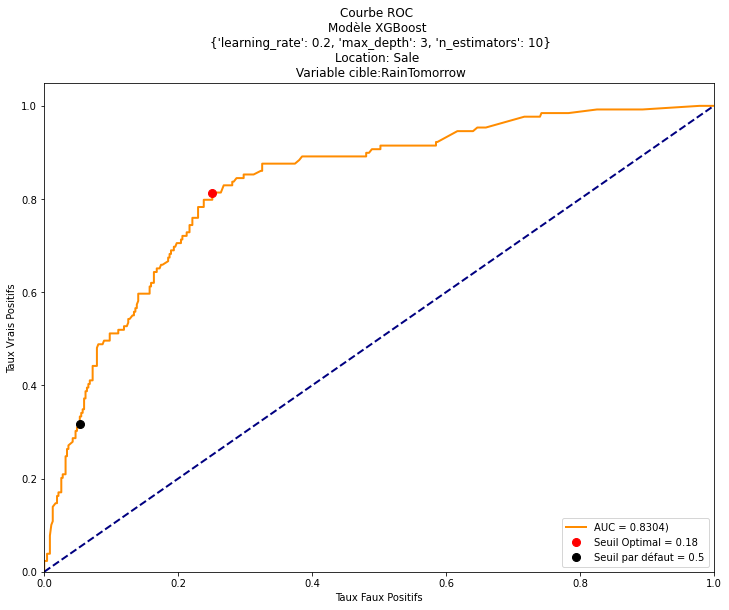 Courbe ROC
Modèle XGBoost
{'learning_rate': 0.2, 'max_depth': 3, 'n_estimators': 10}
Location: Sale
Variable cible:RainTomorrow
1.0
0.8
0.6
0.4
0.2
0.0
Taux Vrais Positifs
0.0
0.2
0.4
0.6
0.8
1.0
Taux Faux Positifs
AUC = 0.8304)
Seuil Optimal = 0.18
Seuil par défaut = 0.5